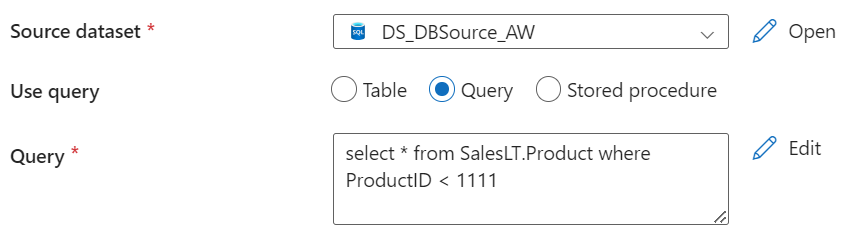 Source dataset * SQL DS_DBSource_AW Open
Use query Table Query Stored procedure
Query * select * from SalesLT.Product where Edit
ProductID < 1111